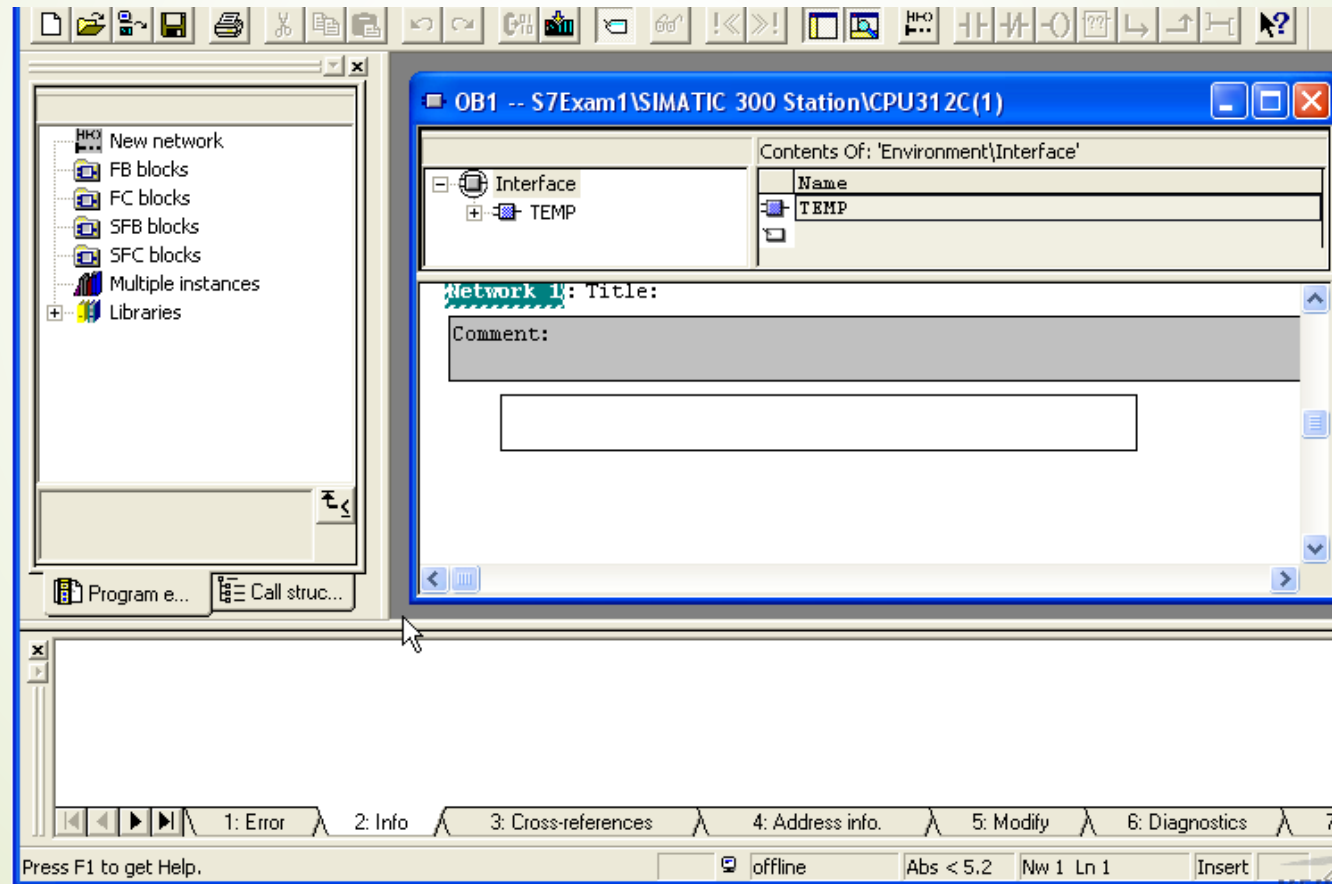 OB1 -- S7Exam1\SIMATIC 300 Station\CPU312C(1)
New network
FB blocks
FC blocks
SFB blocks
SFC blocks
Multiple instances
Libraries
Program e...
Call struc...
Contents Of: 'Environment\Interface'
Interface
TEMP
Name
TEMP
Network 1: Title:
Comment:
1: Error
2: Info
3: Cross-references
4: Address info.
5: Modify
6: Diagnostics
7
Press F1 to get Help.
offline
Abs < 5.2
Nw 1 Ln 1
Insert